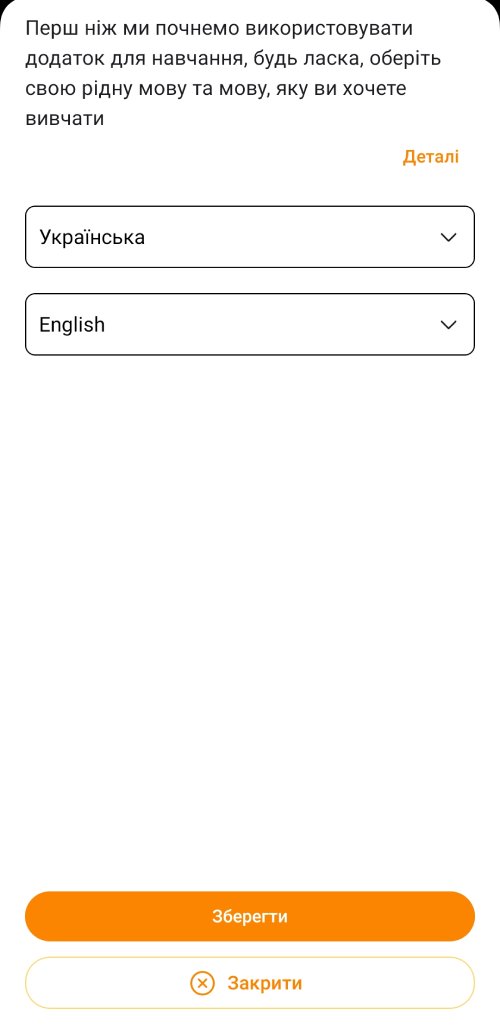 Перш ніж ми почнемо використовувати
додаток для навчання, будь ласка, оберіть
свою рідну мову та мову, яку ви хочете
вивчати
Деталі
Українська
English
Зберегти
Закрити